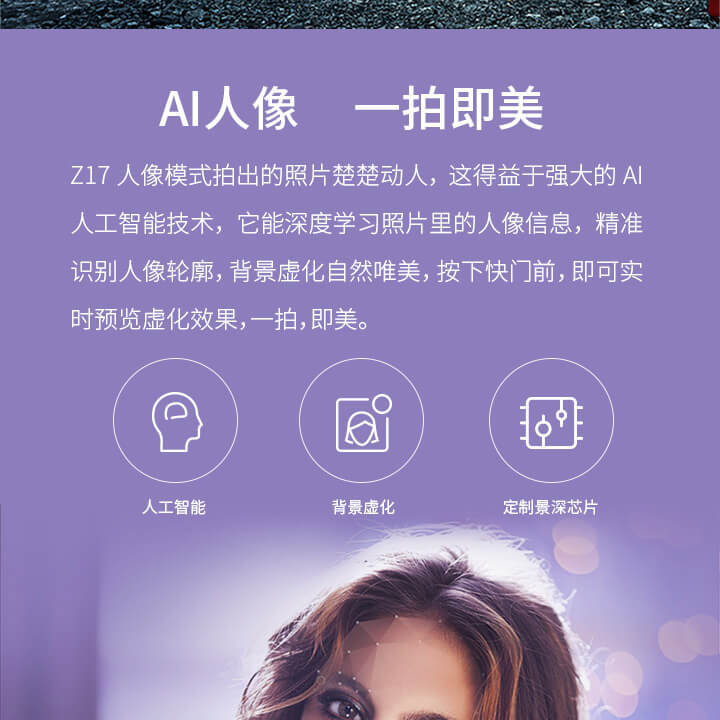 AI人像 一拍即美
Z17 人像模式拍出的照片楚楚动人，这得益于强大的 AI
人工智能技术，它能深度学习照片里的人像信息，精准
识别人像轮廓，背景虚化自然唯美，按下快门前，即可实
时预览虚化效果，一拍，即美。
人工智能
背景虚化
定制景深芯片